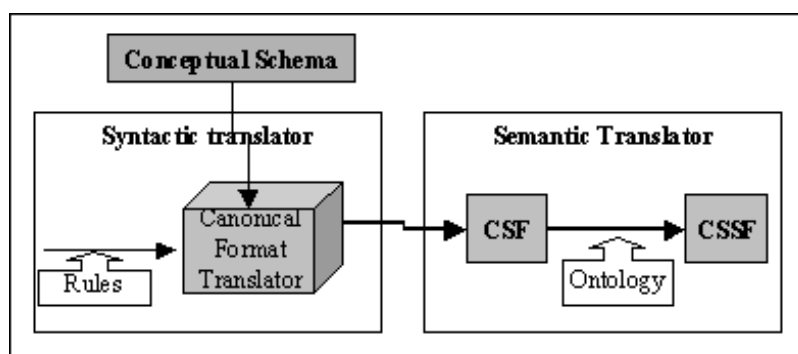 Conceptual Schema
Syntactic translator
Semantic Translator
Canonical
Format
Translator
Rules
CSF
CSSF
Ontology